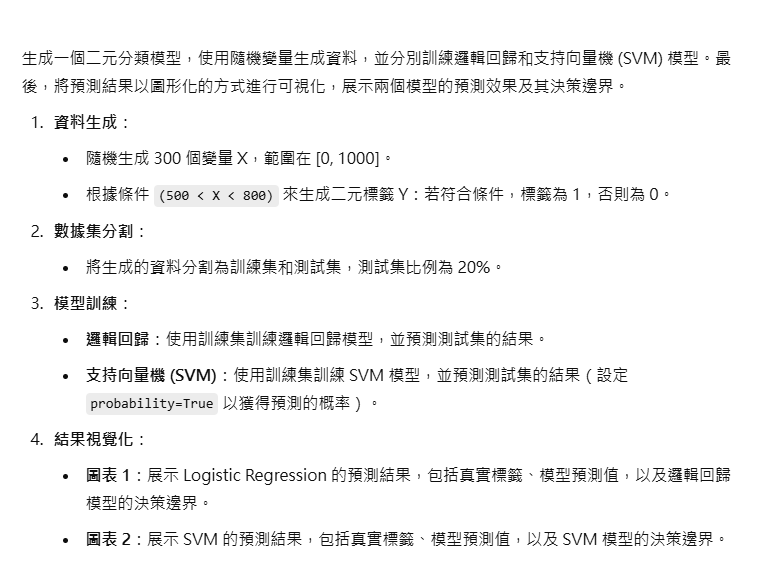 生成一個二元分類模型，使用隨機變量生成資料，並分別訓練邏輯回歸和支持向量機 (SVM) 模型。最
後，將預測結果以圖形化的方式進行可視化，展示兩個模型的預測效果及其決策邊界。
1. 資料生成：
• 隨機生成 300 個變量 X，範圍在 [0, 1000]。
• 根據條件 (500 < X < 800) 來生成二元標籤 Y：若符合條件，標籤為 1，否則為 0。
2. 數據集分割：
• 將生成的資料分割為訓練集和測試集，測試集比例為 20%。
3. 模型訓練：
• 邏輯回歸：使用訓練集訓練邏輯回歸模型，並預測測試集的結果。
• 支持向量機 (SVM)：使用訓練集訓練 SVM 模型，並預測測試集的結果（設定
probability=True 以獲得預測的概率）。
4. 結果視覺化：
• 圖表 1：展示 Logistic Regression 的預測結果，包括真實標籤、模型預測值，以及邏輯回歸
模型的決策邊界。
• 圖表 2：展示 SVM 的預測結果，包括真實標籤、模型預測值，以及 SVM 模型的決策邊界。